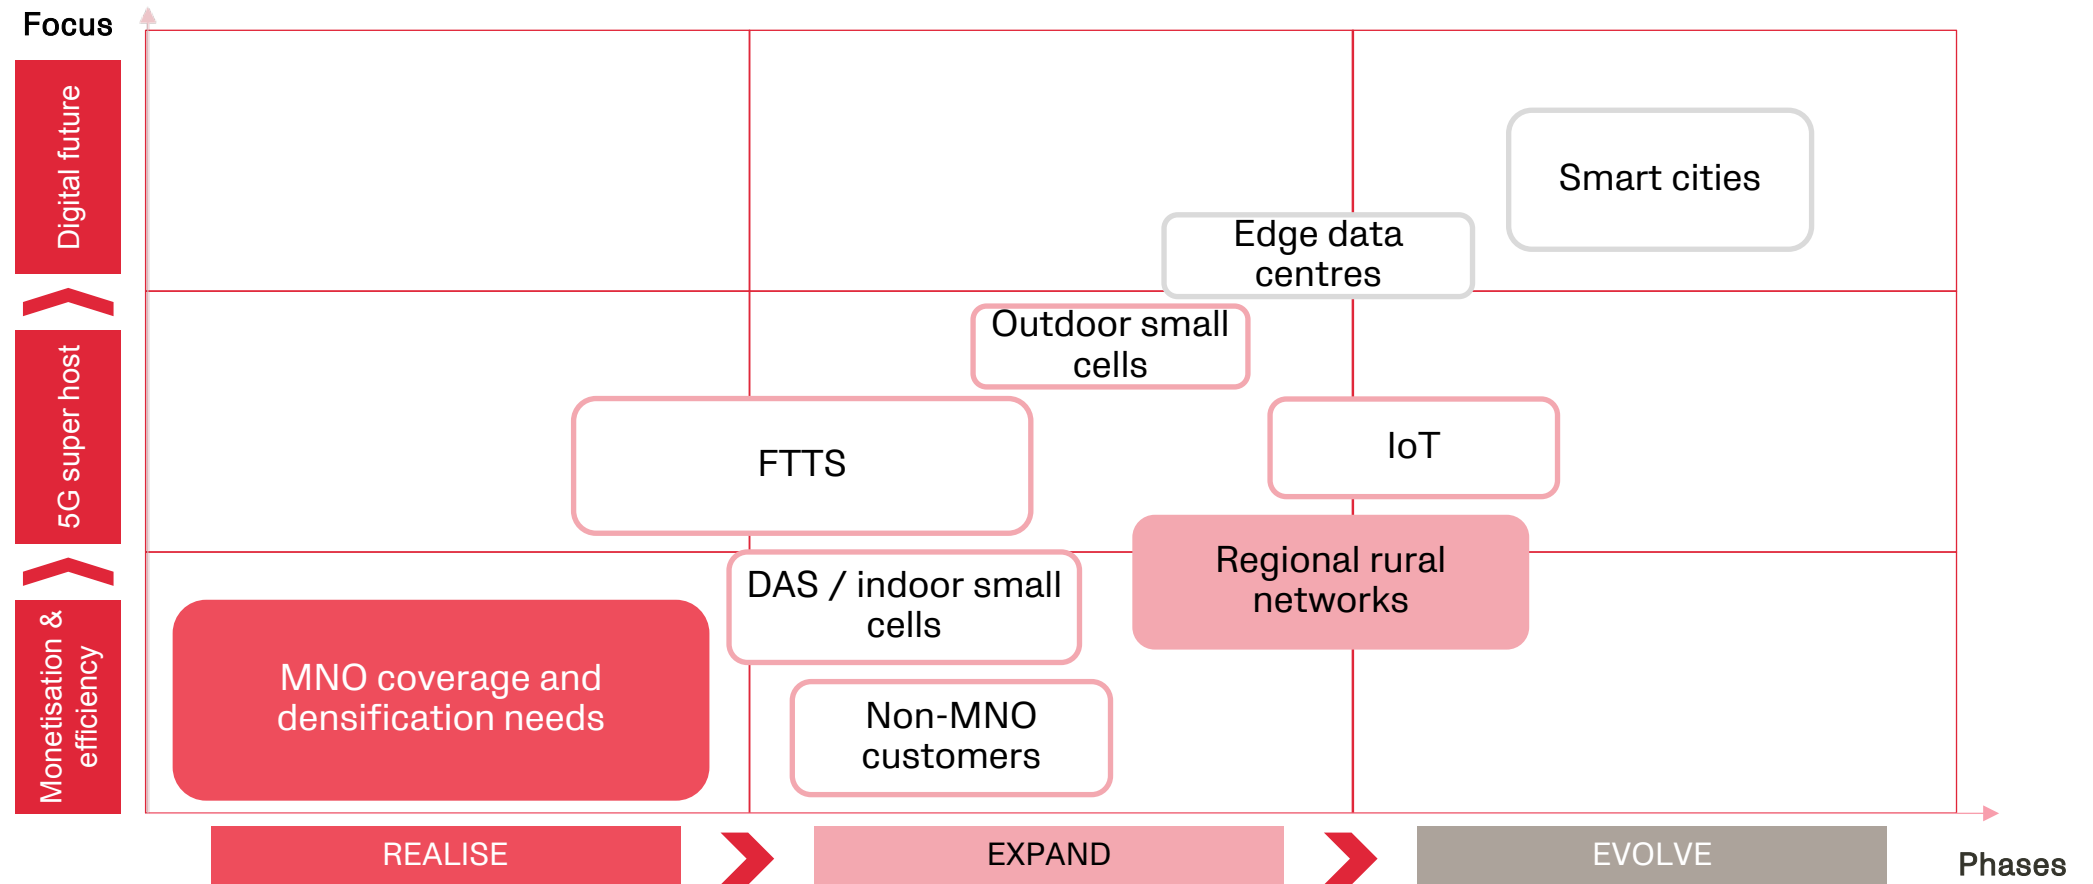 Focus
Digital future
Smart cities
Edge data
centres
Outdoor small
cells
5G super host
FTTS
IoT
Regional rural
networks
DAS / indoor small
cells
Monetisation &
efficiency
MNO coverage and
densification needs
Non-MNO
customers
REALISE
EXPAND
EVOLVE
Phases